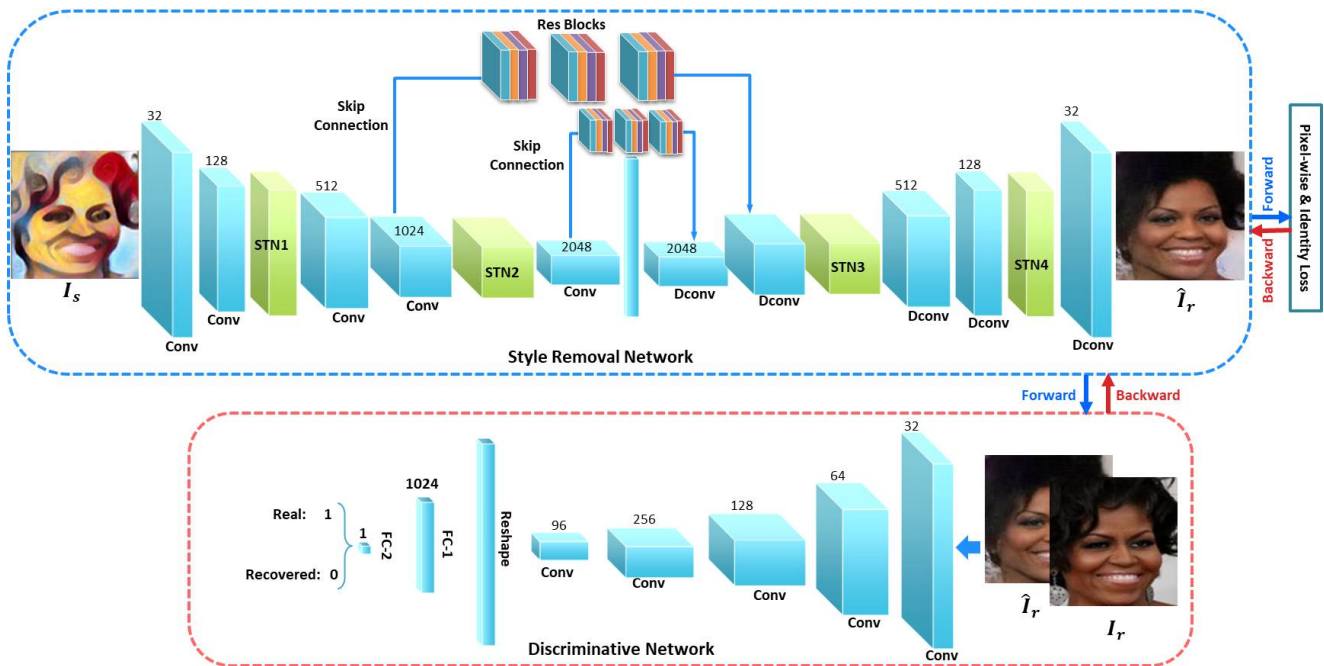 Res Blocks
Skip
Connection
Skip
Connection
32
128
STN1
512
1024
STN2
2048
2048
STN3
512
128
STN4
32
I_s
Conv
Conv
Conv
Conv
Conv
Dconv
Dconv
Dconv
Dconv
Dconv
Î_r
Style Removal Network
Forward
Backward
Pixel-wise & Identity Loss
Forward
Backward
Real: 1
Recovered: 0
1
FC-2
1024
FC-1
Reshape
96
Conv
256
Conv
128
Conv
64
Conv
32
Conv
Î_r
I_r
Discriminative Network